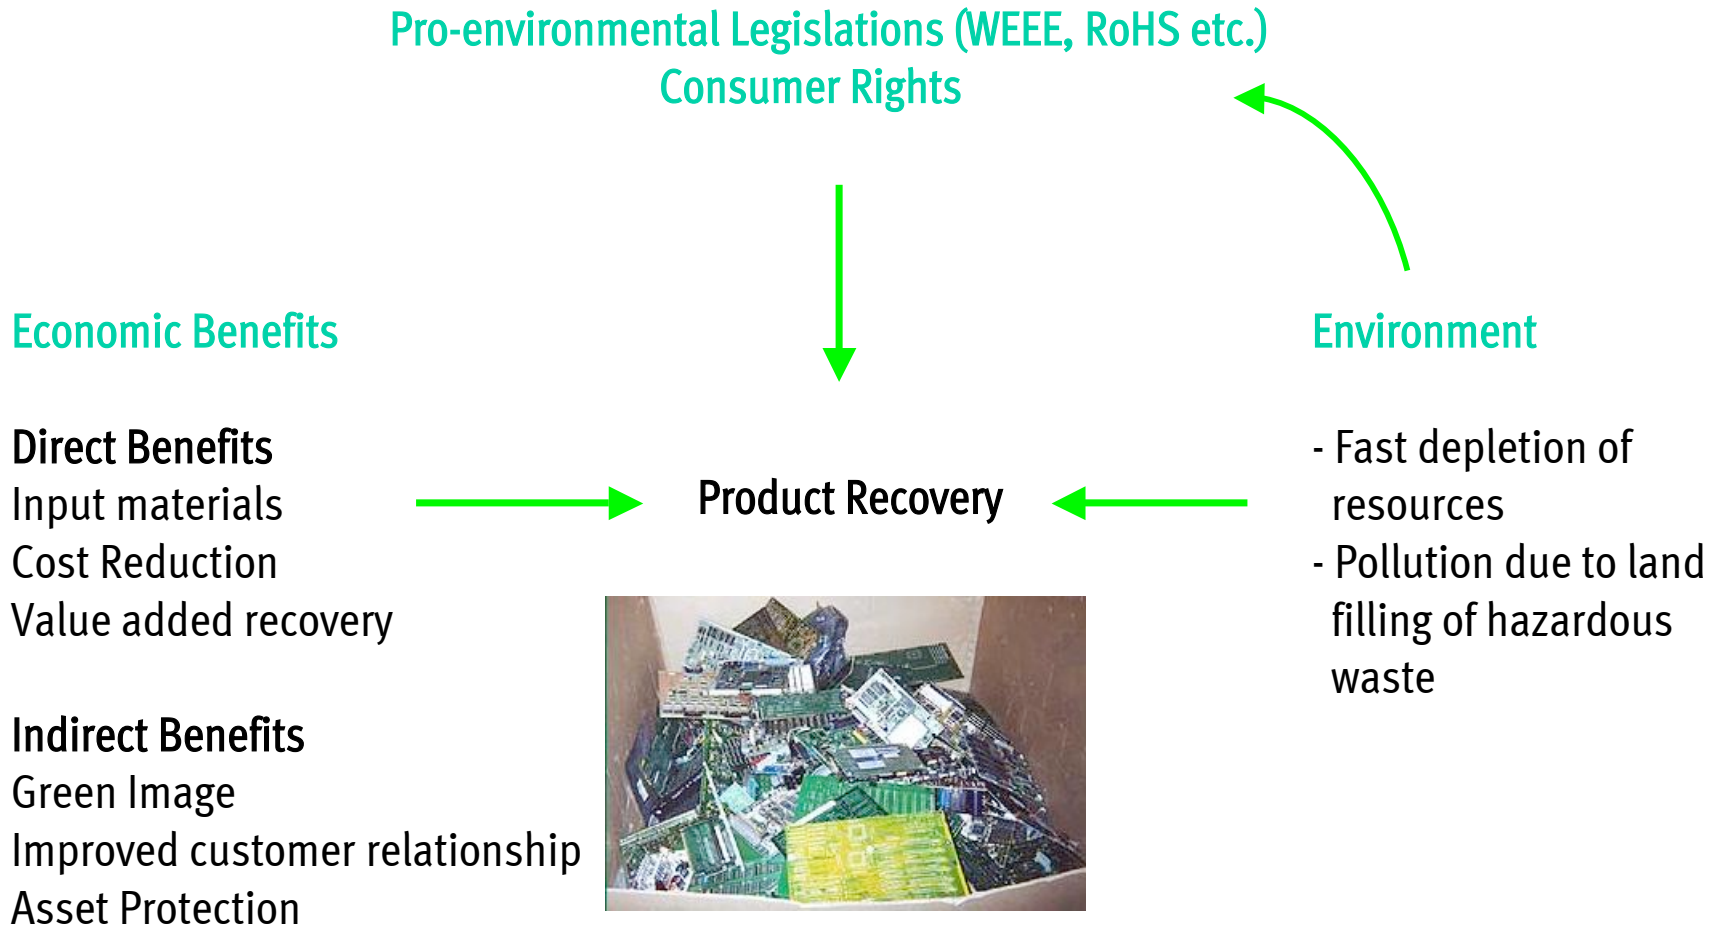 Pro-environmental Legislations (WEEE, RoHS etc.)
Consumer Rights
Economic Benefits
Direct Benefits
Input materials
Cost Reduction
Value added recovery
Indirect Benefits
Green Image
Improved customer relationship
Asset Protection
Product Recovery
Environment
- Fast depletion of
resources
- Pollution due to land
filling of hazardous
waste